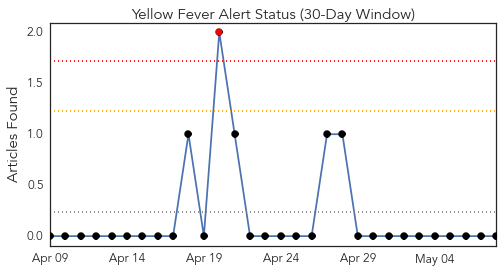 Yellow Fever Alert Status (30-Day Window)
Articles Found
2.0
1.5
1.0
0.5
0.0
Apr 09
Apr 14
Apr 19
Apr 24
Apr 29
May 04